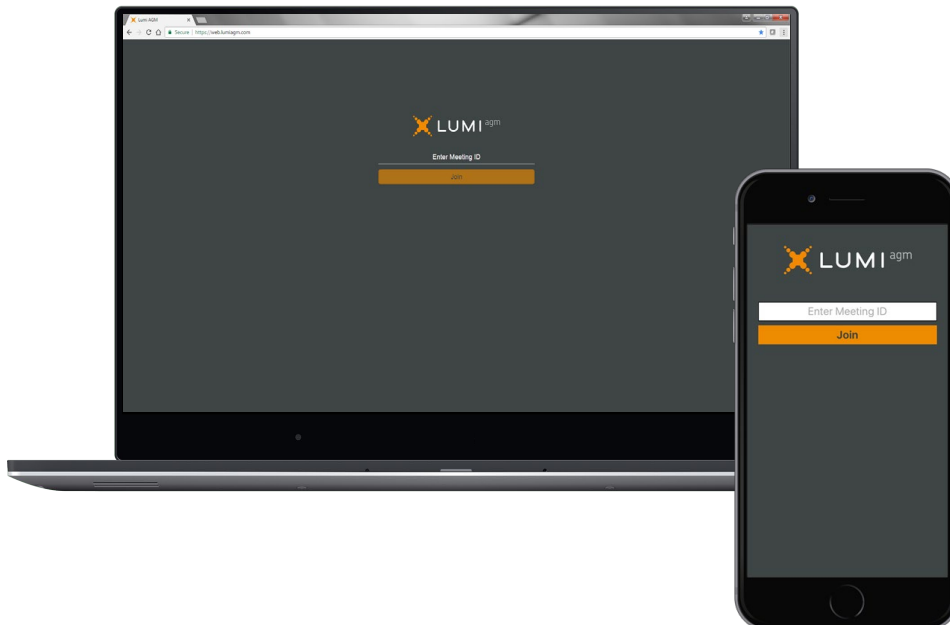 Lumi AGM
Secure | https://web.lumiagm.com
LUMI agm
Enter Meeting ID
Join
LUMI agm
Enter Meeting ID
Join